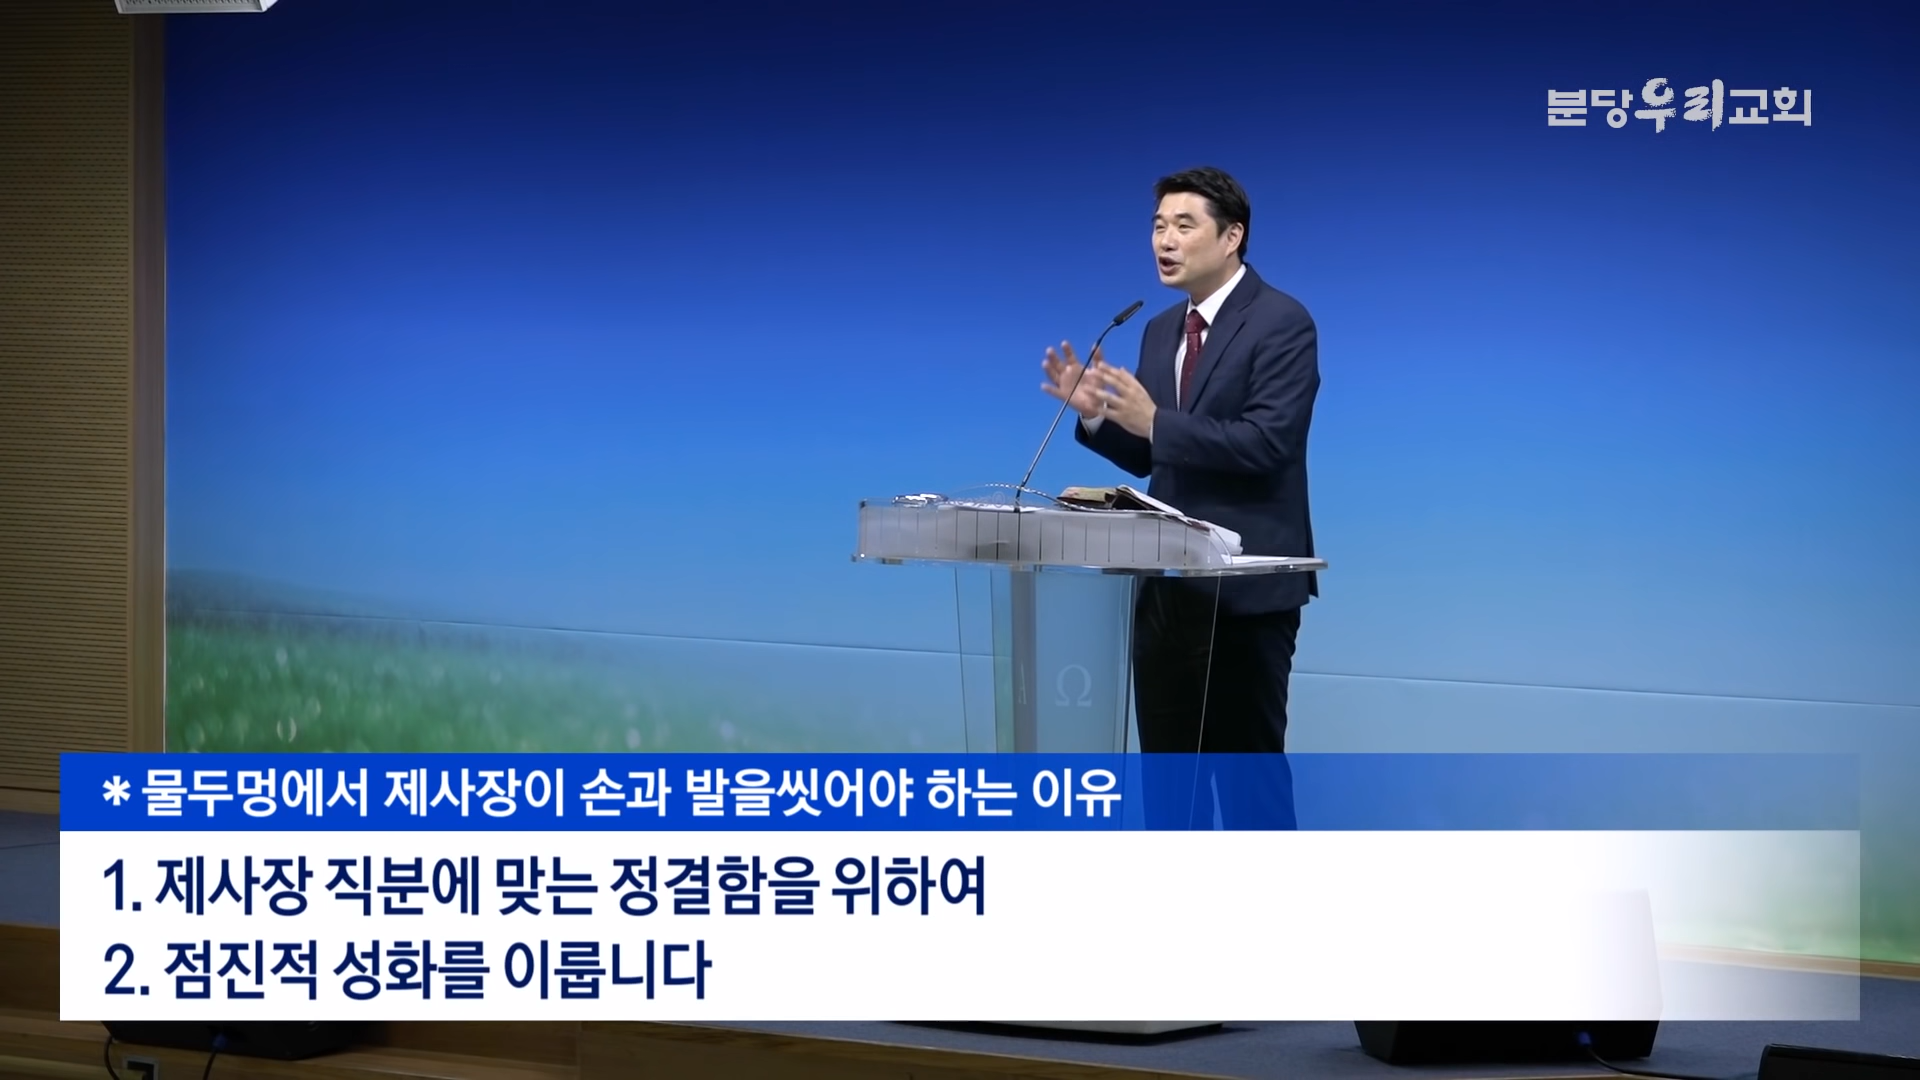 분당우리교회
A Ω
* 물두멍에서 제사장이 손과 발을씻어야 하는 이유
1. 제사장 직분에 맞는 정결함을 위하여
2. 점진적 성화를 이룹니다